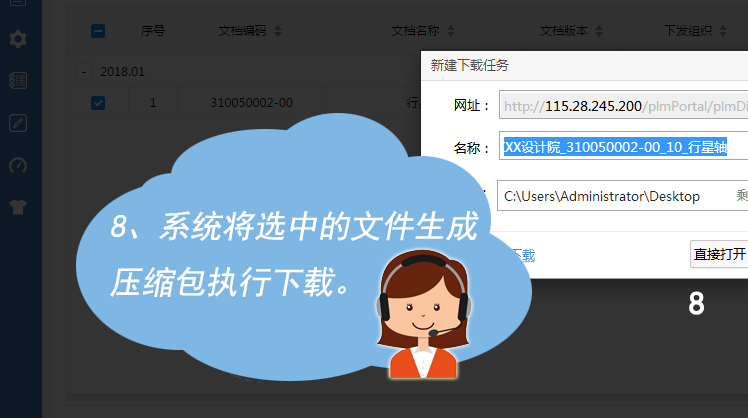 序号 文档编码 文档名称 文档版本 下发组织
- 2018.01
1 310050002-00 行
新建下载任务
网址： http://115.28.245.200/plmPortal/plmDi
名称： XX设计院_310050002-00_10_行星轴
： C:\Users\Administrator\Desktop 剩
下载 直接打开
8、系统将选中的文件生成
压缩包执行下载。
8